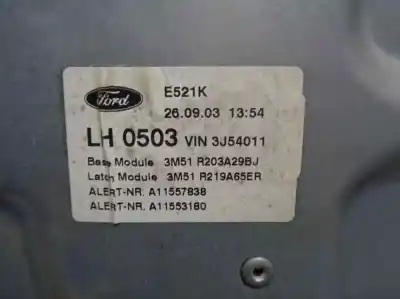 Ford
E521K
26.09.03 13:54
LH 0503 VIN 3J54011
Base Module 3M51 R203A29BJ
Latch Module 3M51 R219A65ER
ALERT-NR. A11557838
ALERT-NR. A11553180